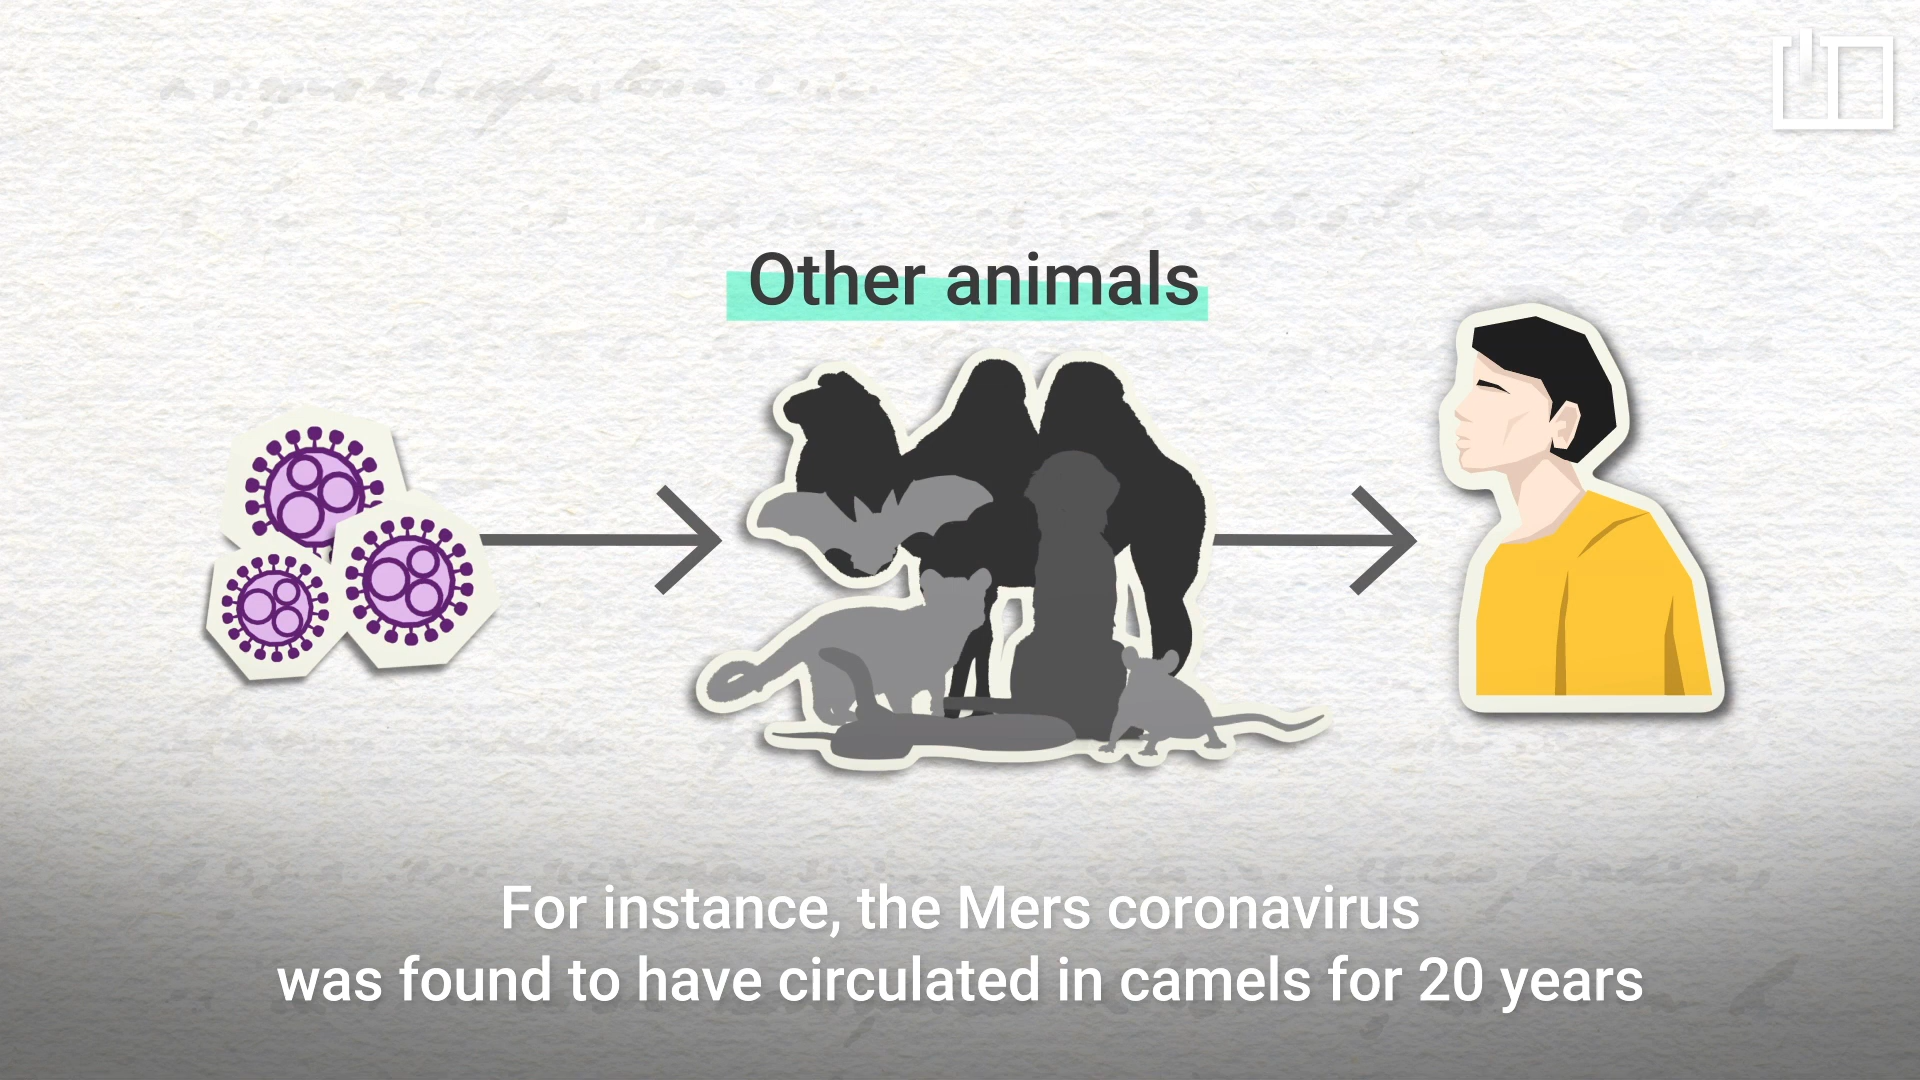 Other animals
For instance, the Mers coronavirus
was found to have circulated in camels for 20 years